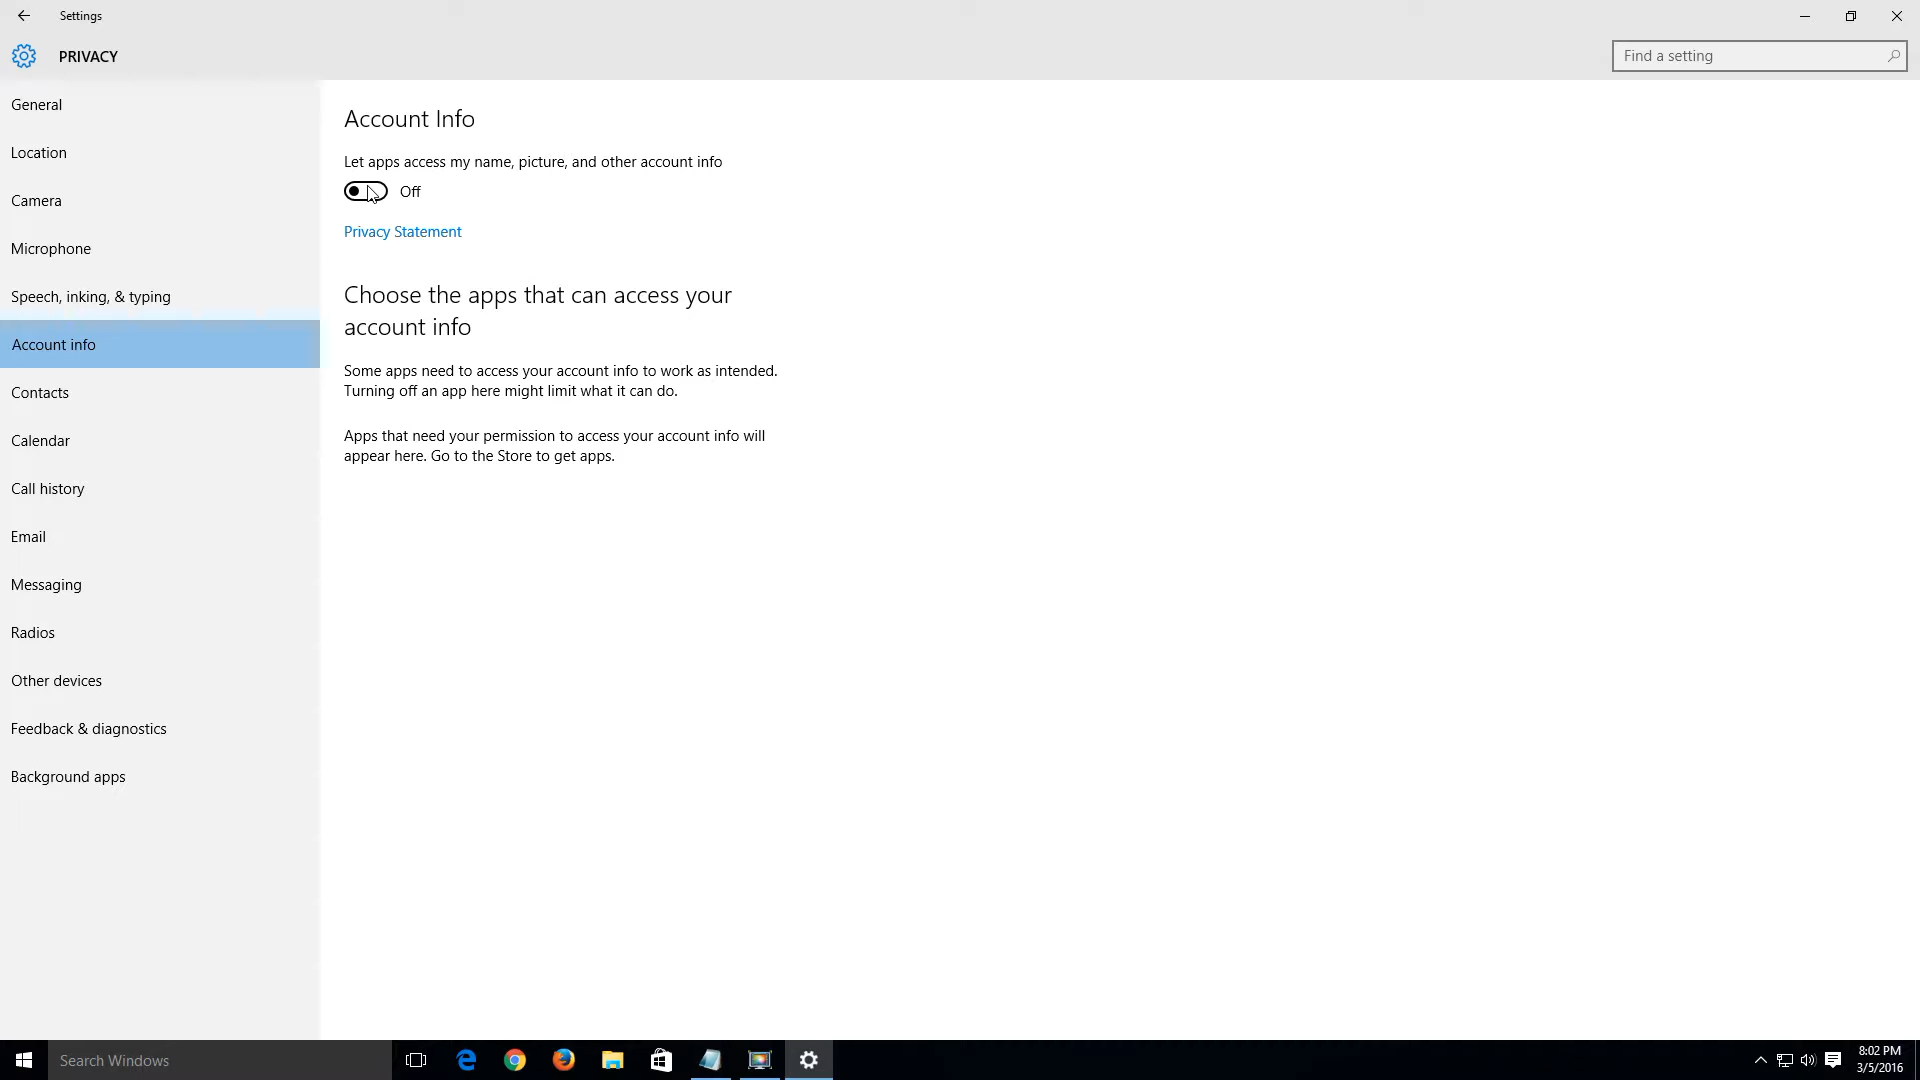 Settings
PRIVACY
Find a setting
General
Location
Camera
Microphone
Speech, inking, & typing
Account info
Contacts
Calendar
Call history
Email
Messaging
Radios
Other devices
Feedback & diagnostics
Background apps
Account Info
Let apps access my name, picture, and other account info
Off
Privacy Statement
Choose the apps that can access your
account info
Some apps need to access your account info to work as intended.
Turning off an app here might limit what it can do.
Apps that need your permission to access your account info will
appear here. Go to the Store to get apps.
Search Windows
8:02 PM
3/5/2016